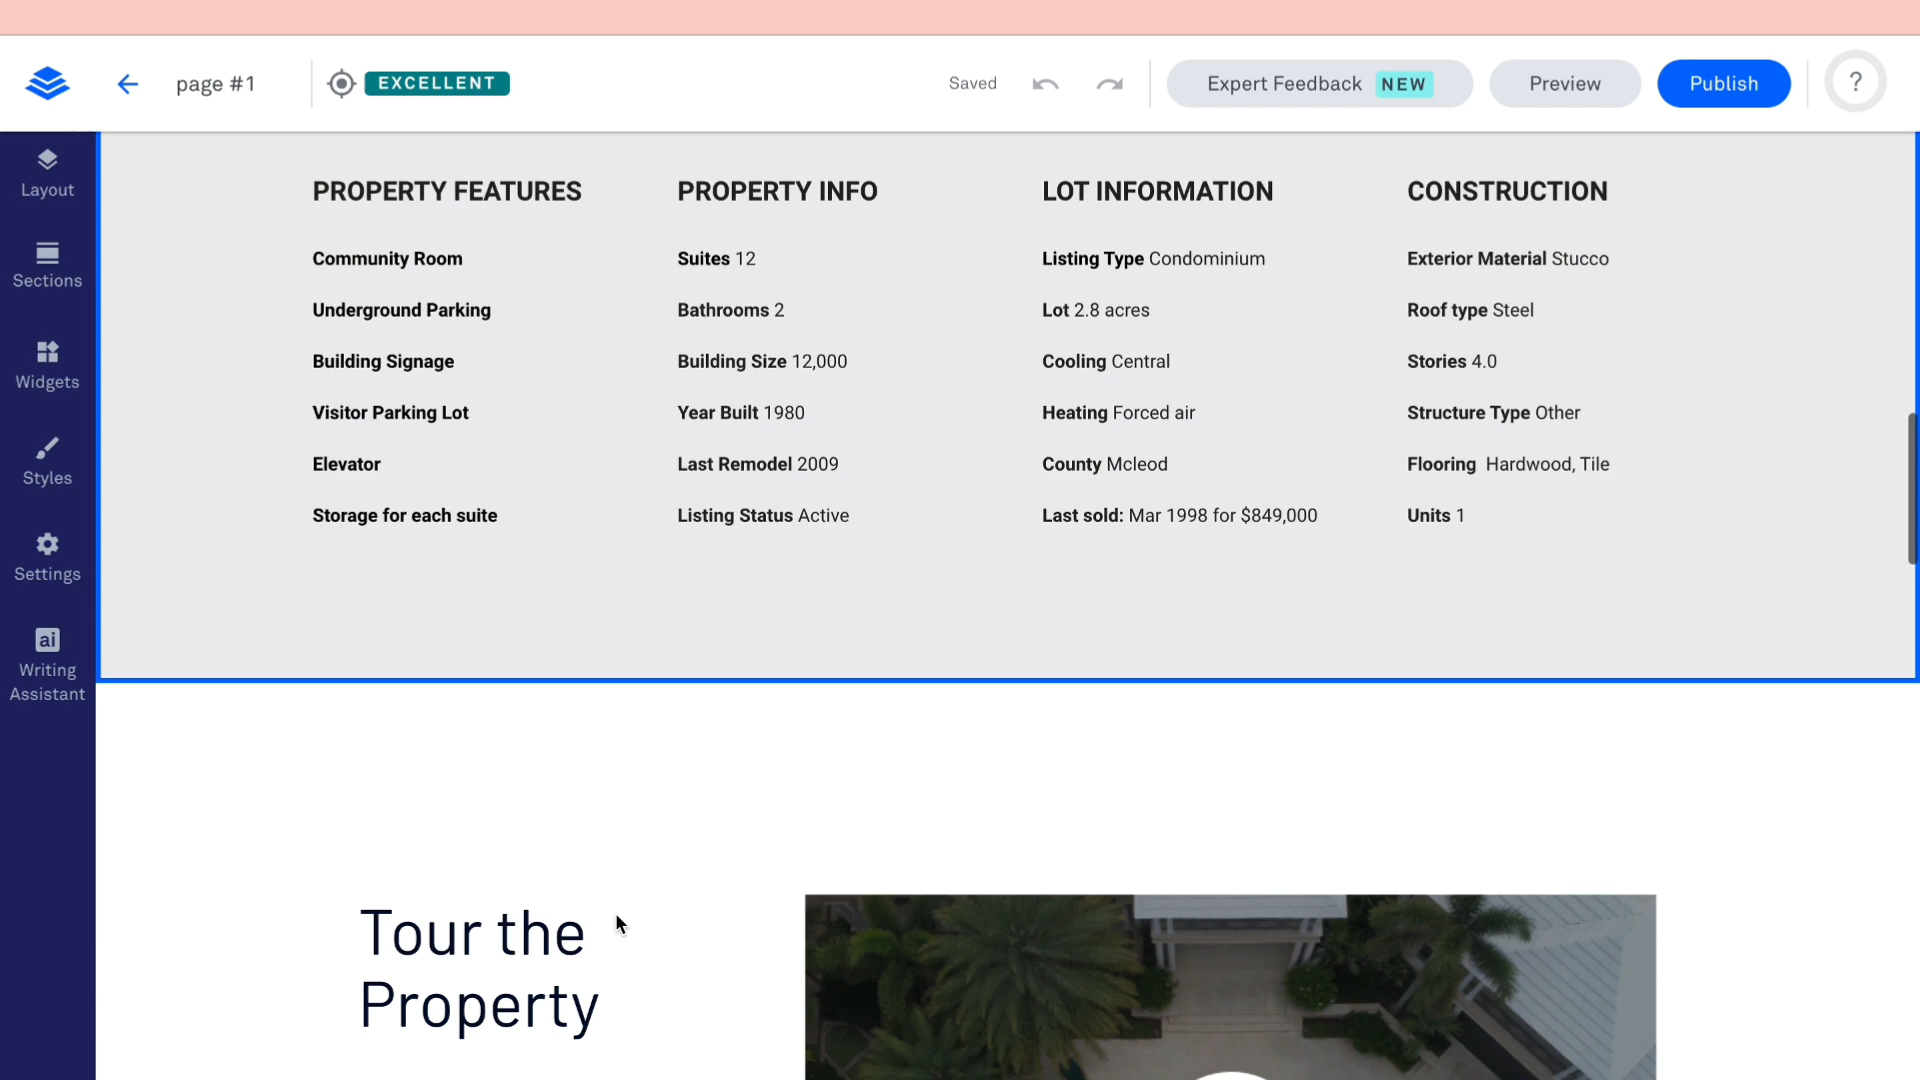 page #1
EXCELLENT
Saved
Expert Feedback NEW
Preview
Publish
?
Layout
Sections
Widgets
Styles
Settings
ai
Writing
Assistant
PROPERTY FEATURES
Community Room
Underground Parking
Building Signage
Visitor Parking Lot
Elevator
Storage for each suite
PROPERTY INFO
Suites 12
Bathrooms 2
Building Size 12,000
Year Built 1980
Last Remodel 2009
Listing Status Active
LOT INFORMATION
Listing Type Condominium
Lot 2.8 acres
Cooling Central
Heating Forced air
County Mcleod
Last sold: Mar 1998 for $849,000
CONSTRUCTION
Exterior Material Stucco
Roof type Steel
Stories 4.0
Structure Type Other
Flooring Hardwood, Tile
Units 1
Tour the
Property